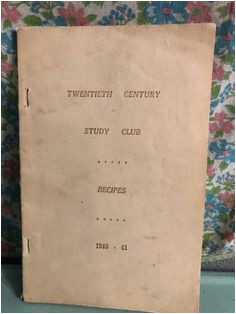 TWENTIETH CENTURY
STUDY CLUB
*****
RECIPES
*****
1940 - 41